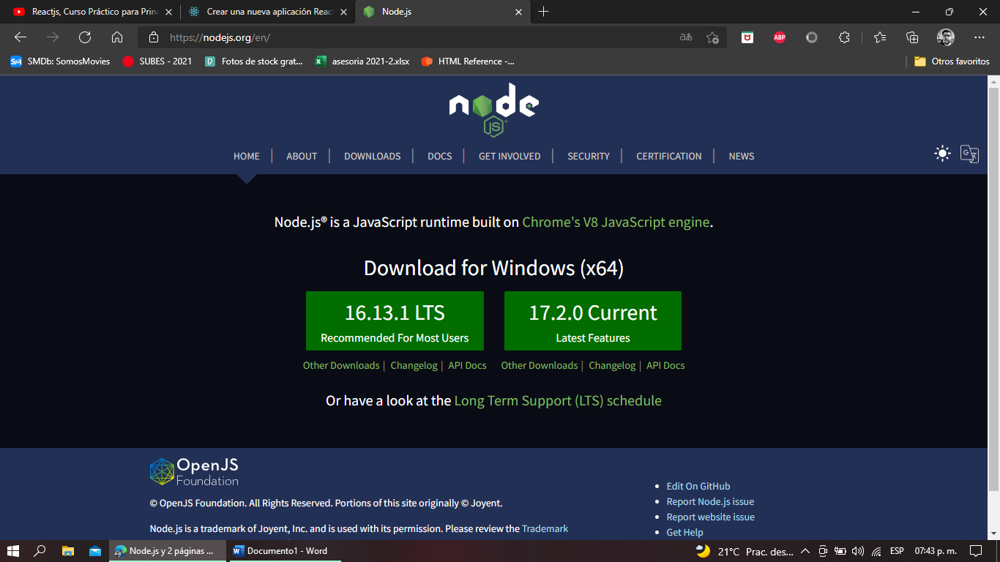 Reactjs, Curso Práctico para Prin
Crear una nueva aplicación Reac
Node.js
https://nodejs.org/en/
aあ
ABP
SM SMDb: SomosMovies
SUBES - 2021
Fotos de stock grat...
asesoria 2021-2.xlsx
HTML Reference -...
Otros favoritos
node
JS
HOME
ABOUT
DOWNLOADS
DOCS
GET INVOLVED
SECURITY
CERTIFICATION
NEWS
Node.js® is a JavaScript runtime built on Chrome's V8 JavaScript engine.
Download for Windows (x64)
16.13.1 LTS
Recommended For Most Users
17.2.0 Current
Latest Features
Other Downloads | Changelog | API Docs
Other Downloads | Changelog | API Docs
Or have a look at the Long Term Support (LTS) schedule
OpenJS
Foundation
© OpenJS Foundation. All Rights Reserved. Portions of this site originally © Joyent.
Node.js is a trademark of Joyent, Inc. and is used with its permission. Please review the Trademark
Edit On GitHub
Report Node.js issue
Report website issue
Get Help
Node.js y 2 páginas ...
Documento1 - Word
21°C Prac. des...
ESP
07:43 p. m.